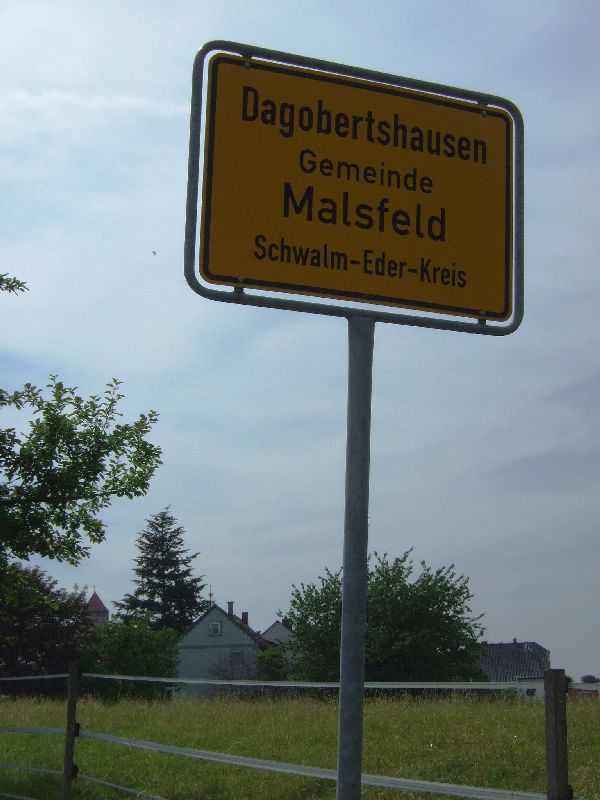 Dagobertshausen
Gemeinde
Malsfeld
Schwalm-Eder-Kreis